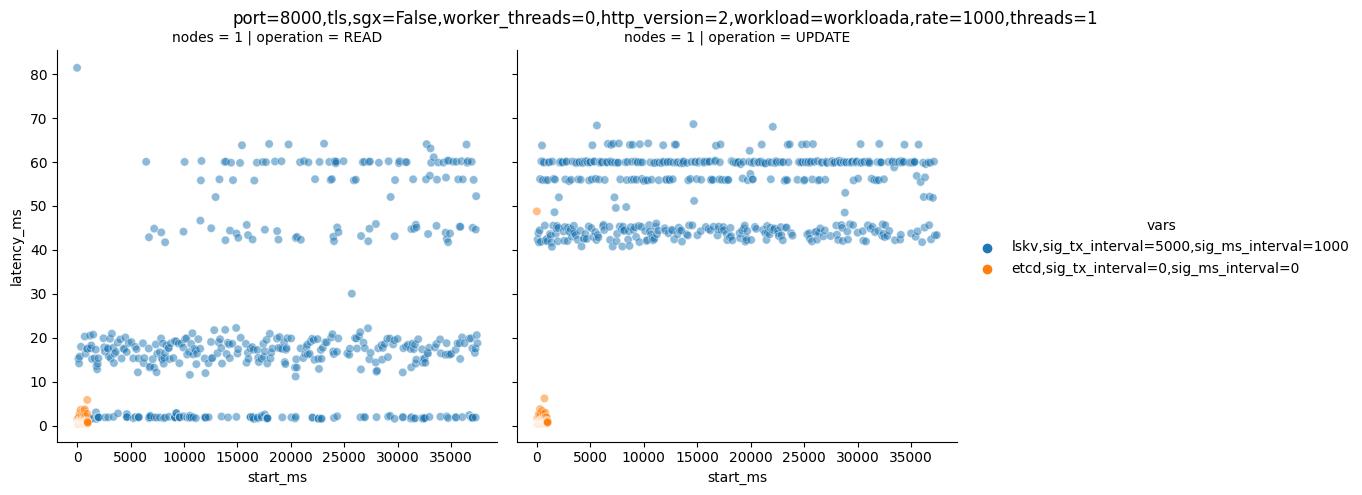 port=8000,tls,sgx=False,worker_threads=0,http_version=2,workload=workloada,rate=1000,threads=1
nodes = 1 | operation = READ
nodes = 1 | operation = UPDATE
latency_ms
80
70
60
50
40
30
20
10
0
0 5000 10000 15000 20000 25000 30000 35000
0 5000 10000 15000 20000 25000 30000 35000
start_ms
start_ms
vars
lskv,sig_tx_interval=5000,sig_ms_interval=1000
etcd,sig_tx_interval=0,sig_ms_interval=0